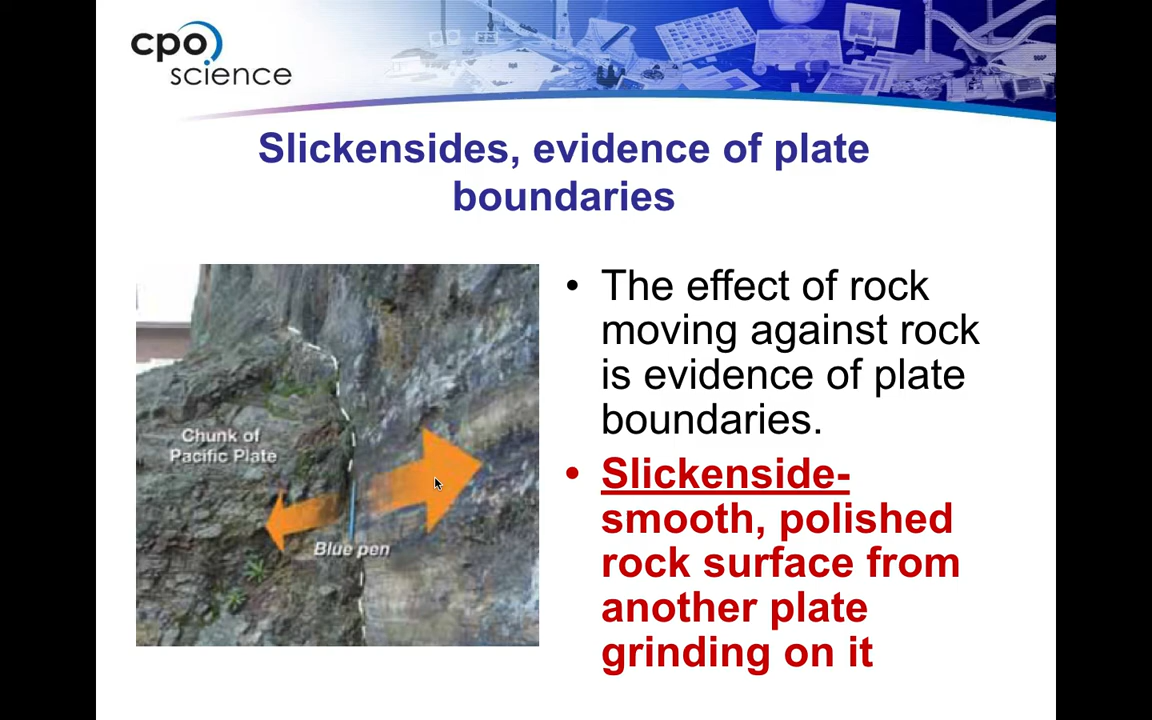 cpo
science
Slickensides, evidence of plate
boundaries
• The effect of rock
moving against rock
is evidence of plate
boundaries.
• Slickenside-
smooth, polished
rock surface from
another plate
grinding on it
Chunk of
Pacific Plate
Blue pen